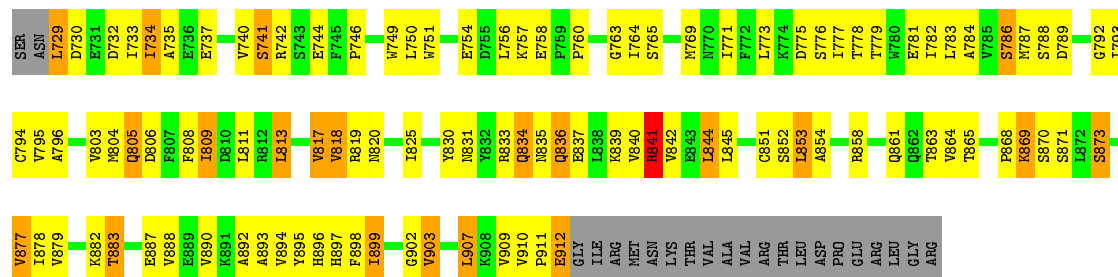 SER ASN L729 D730 E731 D732 I733 I734 A735 E736 E737 V740 S741 R742 S743 E744 F745 P746 W749 L750 W751 E754 D755 L756 K757 E758 P759 P760 G763 I764 S765 M769 N770 I771 F772 L773 K774 D775 S776 I777 T778 T779 W780 E781 I782 L783 A784 V785 S786 M787 S788 D789 G792 I793
C794 V795 A796 V803 M804 Q805 D806 F807 F808 I809 D810 L811 R812 L813 V817 V818 R819 N820 I825 Y830 N831 Y832 R833 Q834 N835 Q836 E837 L838 K839 V840 R841 V842 E843 L844 L845 C851 S852 L853 A854 R858 Q861 Q862 T863 V864 T865 P868 K869 S870 S871 L872 S873
V877 I878 V879 K882 T883 E887 V888 E889 V890 K891 A892 A893 V894 Y895 H896 H897 F898 I899 G902 V903 L907 K908 V909 V910 P911 E912 GLY ILE ARG MET ASN LYS THR VAL ALA VAL ARG THR LEU ASP PRO GLU ARG ARG LEU GLY ARG